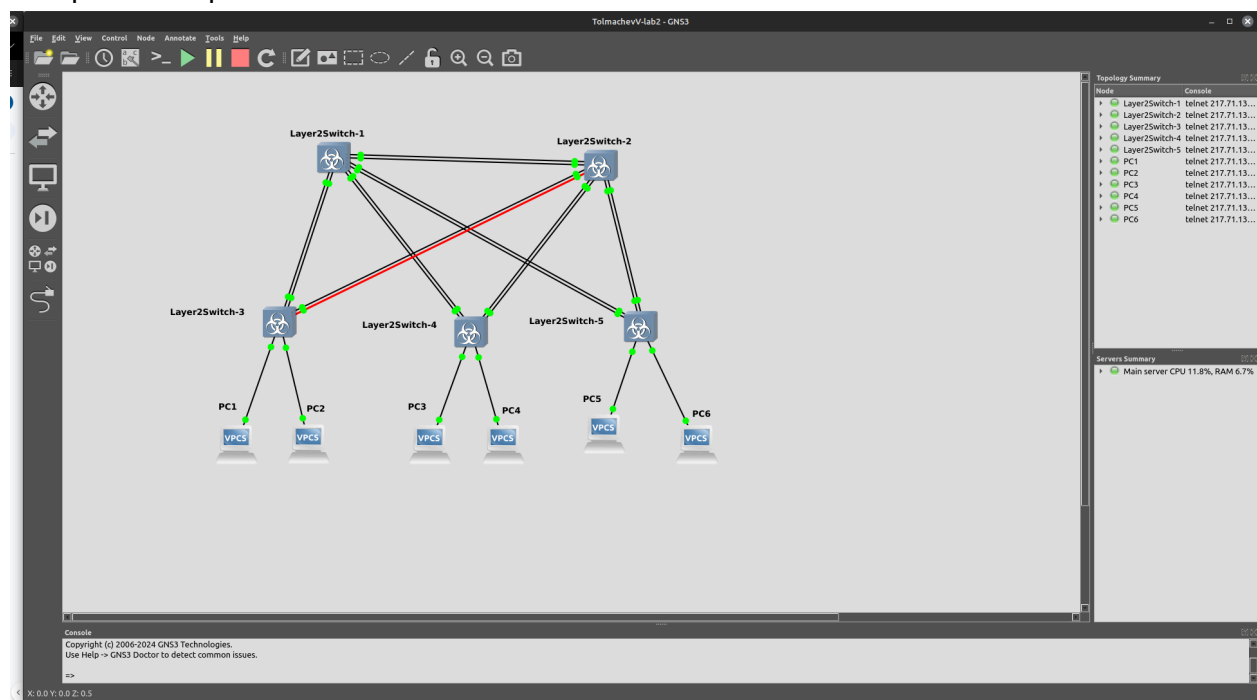 TolmachevV-lab2 - GNS3
File Edit View Control Node Annotate Tools Help
Topology Summary
Node Console
Layer2Switch-1 telnet 217.71.13...
Layer2Switch-2 telnet 217.71.13...
Layer2Switch-3 telnet 217.71.13...
Layer2Switch-4 telnet 217.71.13...
Layer2Switch-5 telnet 217.71.13...
PC1 telnet 217.71.13...
PC2 telnet 217.71.13...
PC3 telnet 217.71.13...
PC4 telnet 217.71.13...
PC5 telnet 217.71.13...
PC6 telnet 217.71.13...
Layer2Switch-1
Layer2Switch-2
Layer2Switch-3
Layer2Switch-4
Layer2Switch-5
PC1
PC2
PC3
PC4
PC5
PC6
VPCS
VPCS
VPCS
VPCS
VPCS
VPCS
Servers Summary
Main server CPU 11.8%, RAM 6.7%
Console
Copyright (c) 2006-2024 GNS3 Technologies.
Use Help -> GNS3 Doctor to detect common issues.
=>
X: 0.0 Y: 0.0 Z: 0.5